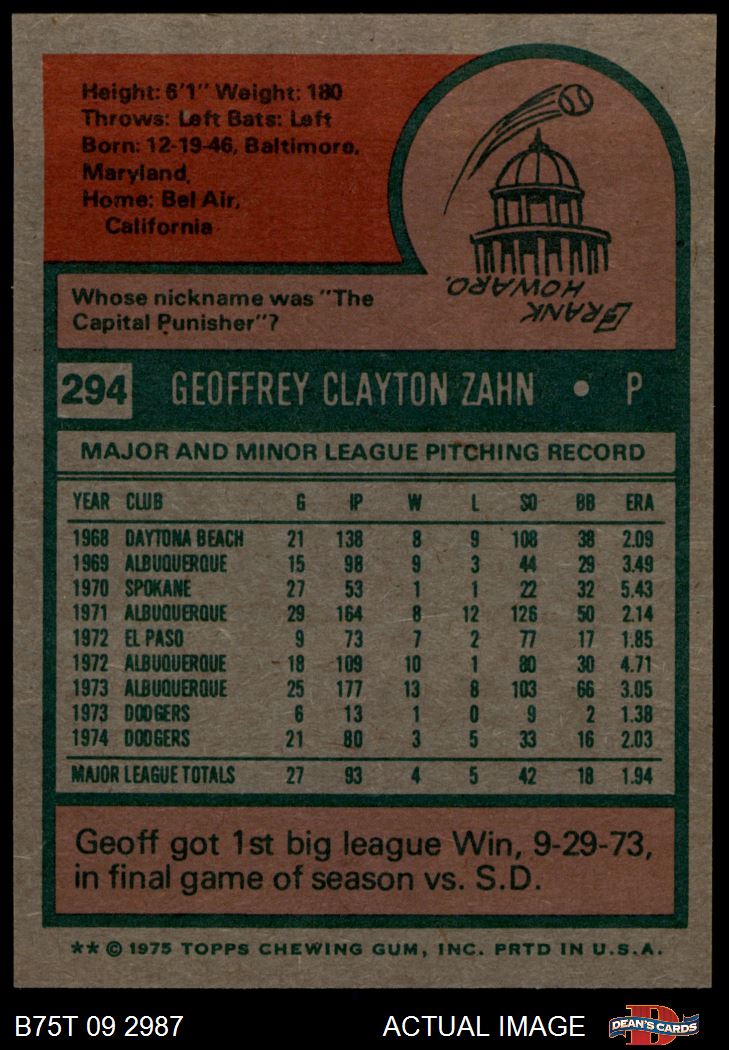 Height: 6'1" Weight: 180
Throws: Left Bats: Left
Born: 12-19-46, Baltimore,
Maryland,
Home: Bel Air,
California
Whose nickname was "The
Capital Punisher"?
FRANK
HOWARD.
294 GEOFFREY CLAYTON ZAHN • P
MAJOR AND MINOR LEAGUE PITCHING RECORD
YEAR CLUB G IP W L SO BB ERA
1968 DAYTONA BEACH 21 138 8 9 108 38 2.09
1969 ALBUQUERQUE 15 98 9 3 44 29 3.49
1970 SPOKANE 27 53 1 1 22 32 5.43
1971 ALBUQUERQUE 29 164 8 12 126 50 2.14
1972 EL PASO 9 73 7 2 77 17 1.85
1972 ALBUQUERQUE 18 109 10 1 80 30 4.71
1973 ALBUQUERQUE 25 177 13 8 103 66 3.05
1973 DODGERS 6 13 1 0 9 2 1.38
1974 DODGERS 21 80 3 5 33 16 2.03
MAJOR LEAGUE TOTALS 27 93 4 5 42 18 1.94
Geoff got 1st big league Win, 9-29-73,
in final game of season vs. S.D.
** © 1975 TOPPS CHEWING GUM, INC. PRTD IN U.S.A.
B75T 09 2987 ACTUAL IMAGE D DEAN'S CARDS